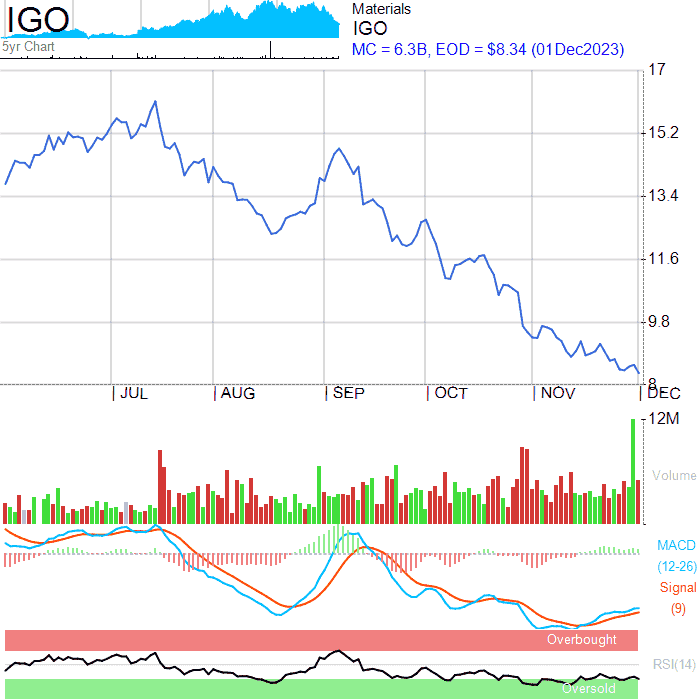 IGO
5yr Chart
Materials
IGO
MC = 6.3B, EOD = $8.34 (01Dec2023)
17
15.2
13.4
11.6
9.8
8
JUL
AUG
SEP
OCT
NOV
DEC
12M
Volume
MACD
(12-26)
Signal
(9)
Overbought
RSI(14)
Oversold